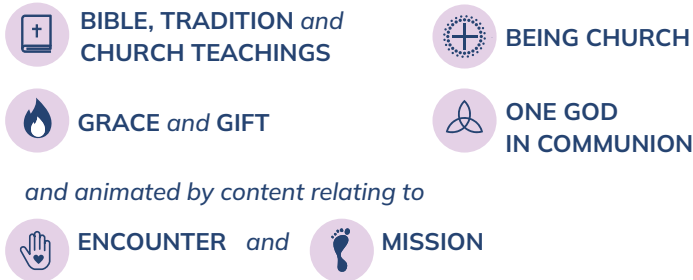 BIBLE, TRADITION and
CHURCH TEACHINGS
BEING CHURCH
GRACE and GIFT
ONE GOD
IN COMMUNION
and animated by content relating to
ENCOUNTER and MISSION